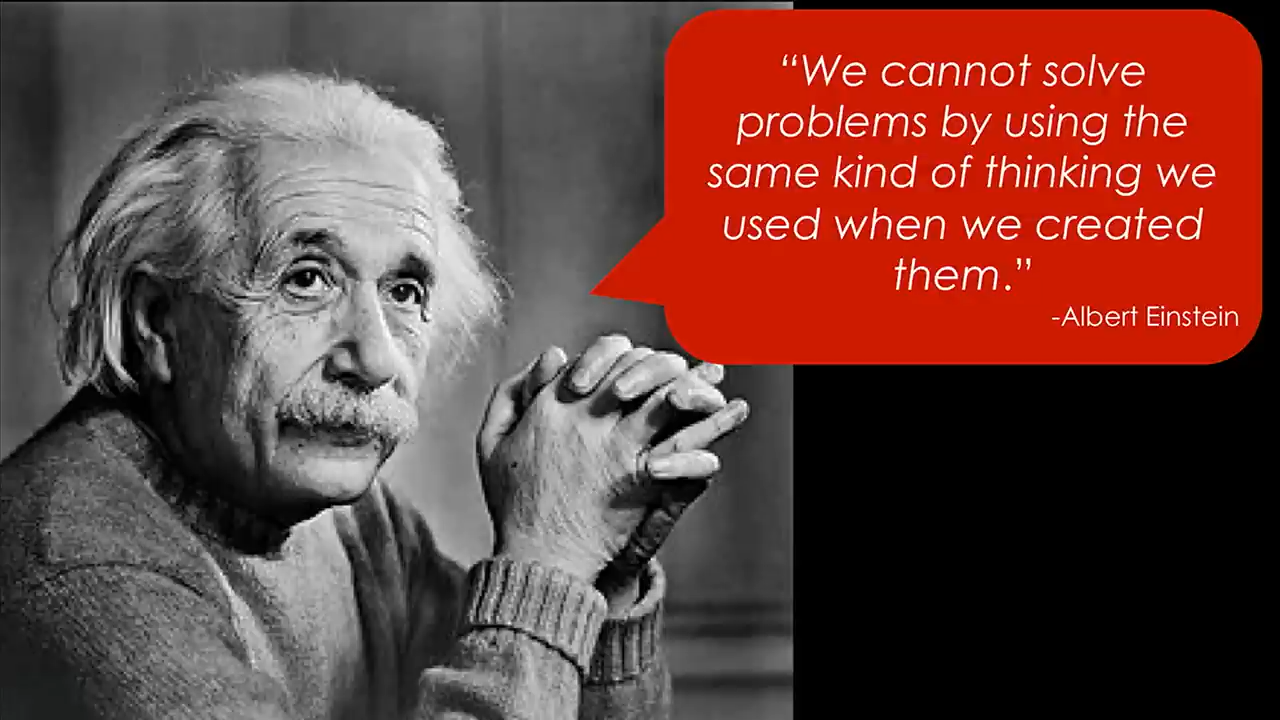 “We cannot solve
problems by using the
same kind of thinking we
used when we created
them.”
-Albert Einstein